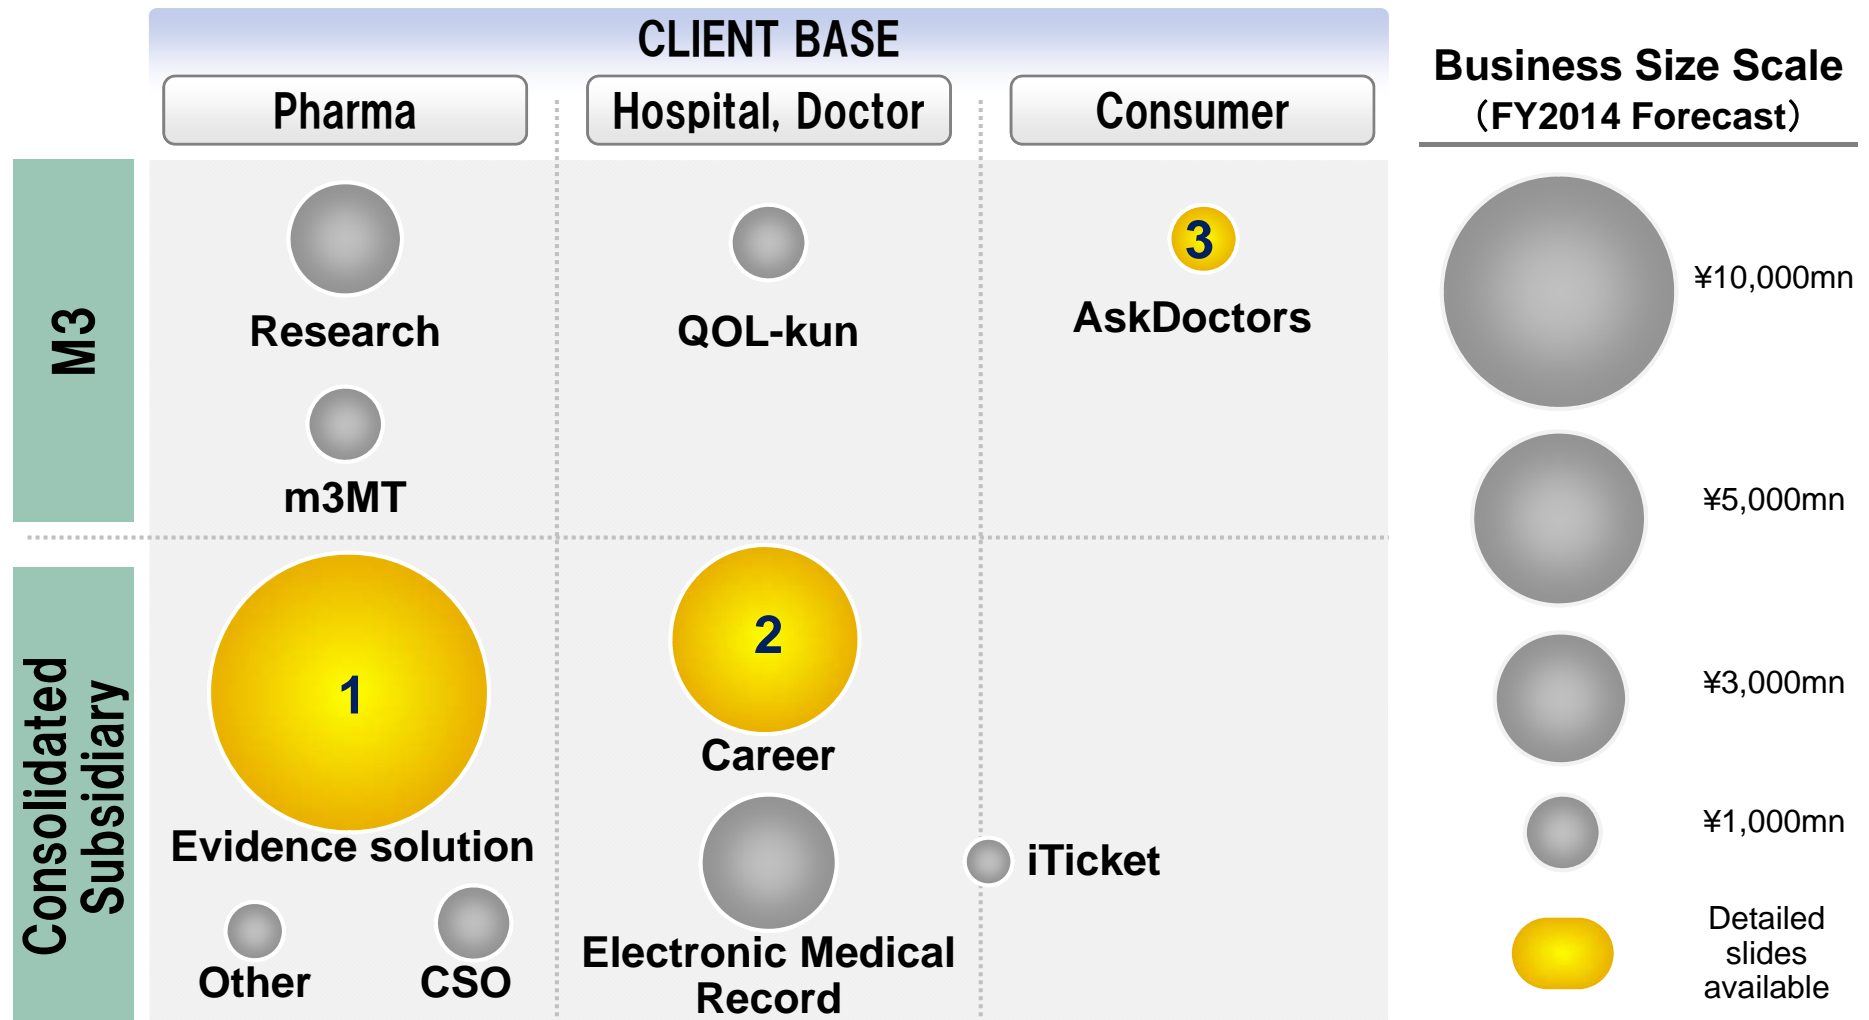 CLIENT BASE
Pharma
Hospital, Doctor
Consumer
M3
Research
m3MT
QOL-kun
3
AskDoctors
Consolidated
Subsidiary
1
Evidence solution
Other
CSO
2
Career
Electronic Medical
Record
iTicket
Business Size Scale
（FY2014 Forecast）
¥10,000mn
¥5,000mn
¥3,000mn
¥1,000mn
Detailed
slides
available